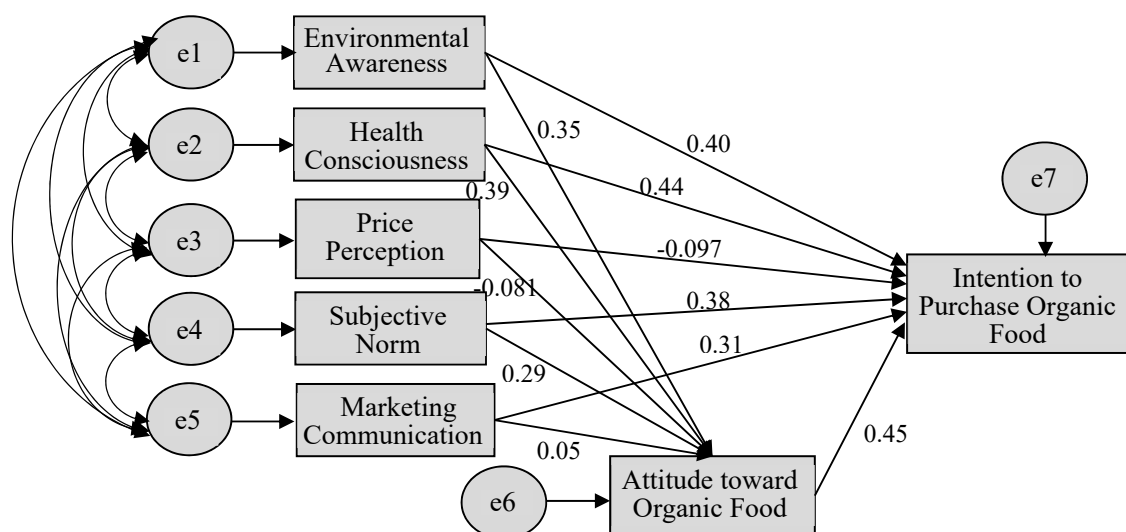 e1
Environmental
Awareness
e2
Health
Consciousness
e3
Price
Perception
e4
Subjective
Norm
e5
Marketing
Communication
e6
Attitude toward
Organic Food
e7
Intention to
Purchase Organic
Food
0.35
0.40
0.39
0.44
-0.097
-0.081
0.38
0.31
0.29
0.05
0.45